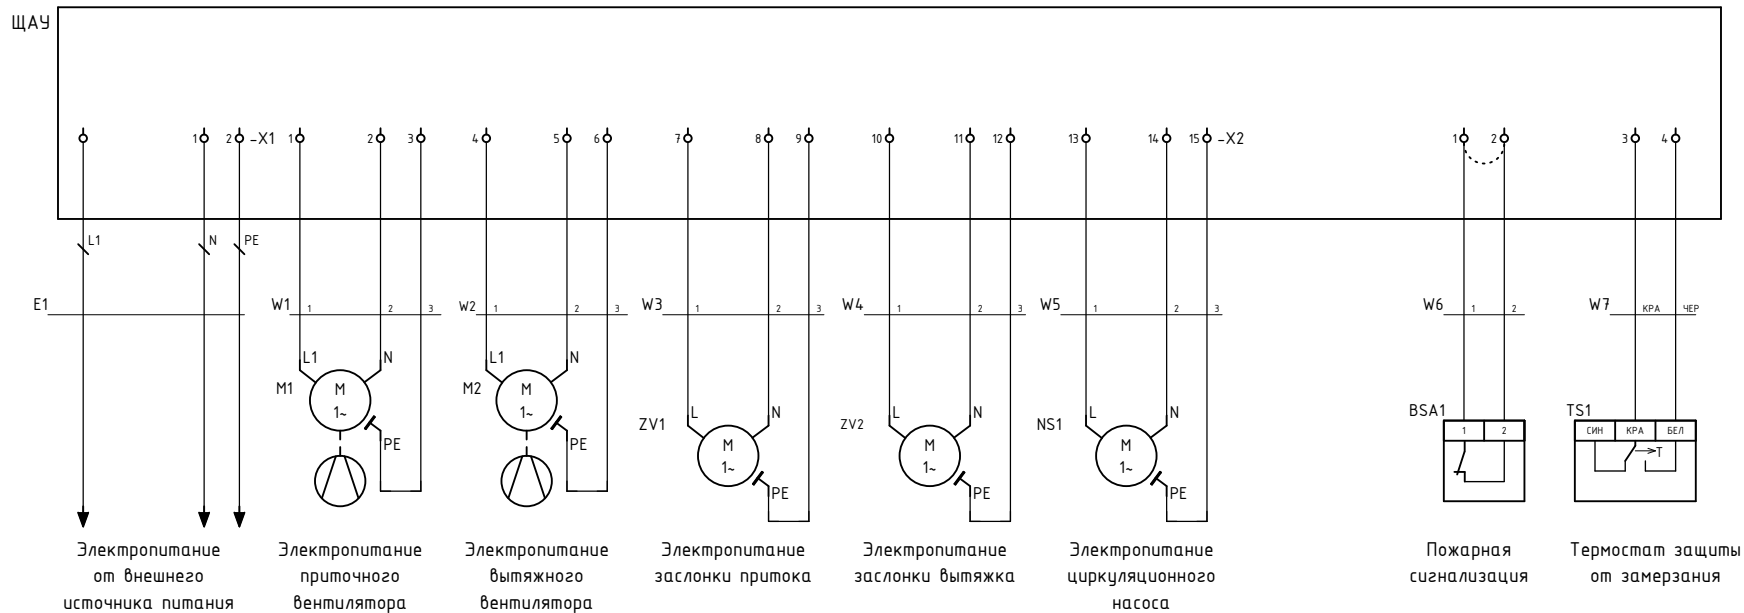 ЩАУ
1 2 -X1 1 2 3 4 5 6 7 8 9 10 11 12 13 14 15 -X2 1 2 3 4
L1 N PE
E1 W1 1 2 3 W2 1 2 3 W3 1 2 3 W4 1 2 3 W5 1 2 3 W6 1 2 W7 КРА ЧЕР
L1 N L1 N
M1 M 1~ M2 M 1~
PE PE
L N L N L N
ZV1 M 1~ ZV2 M 1~ NS1 M 1~
PE PE PE
BSA1 TS1
1 2 СИН КРА БЕЛ
T
Электропитание
от внешнего
источника питания
Электропитание
приточного
вентилятора
Электропитание
вытяжного
вентилятора
Электропитание
заслонки притока
Электропитание
заслонки вытяжка
Электропитание
циркуляционного
насоса
Пожарная
сигнализация
Термостат защиты
от замерзания